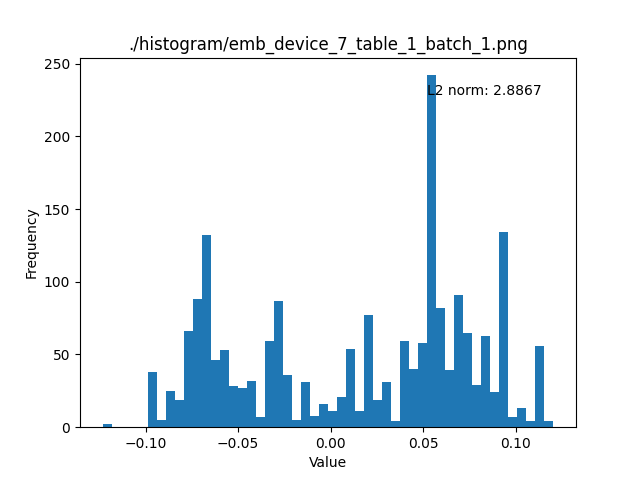 ./histogram/emb_device_7_table_1_batch_1.png
250
L2 norm: 2.8867
200
150
100
50
0
Frequency
−0.10 −0.05 0.00 0.05 0.10
Value